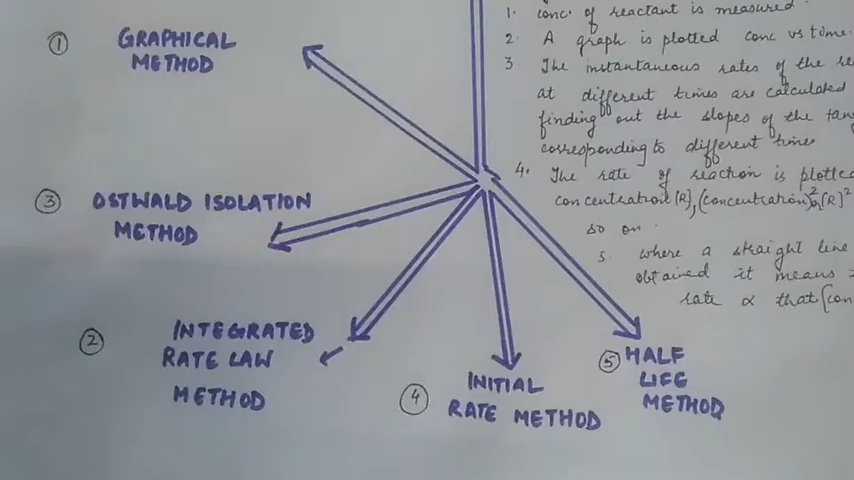 1 GRAPHICAL
METHOD
3 OSTWALD ISOLATION
METHOD
2 INTEGRATED
RATE LAW
METHOD
4 INITIAL
RATE METHOD
5 HALF
LIFE
METHOD
1. conc. of reactant is measured.
2. A graph is plotted conc vs time.
3 The instantaneous rates of the
at different times are calculated
finding out the slopes of the
corresponding to different times
4. The rate of reaction is plotted
concentration [R], (concentration)² [R]²
so on
5. where a straight line
obtained it means
rate ∝ that